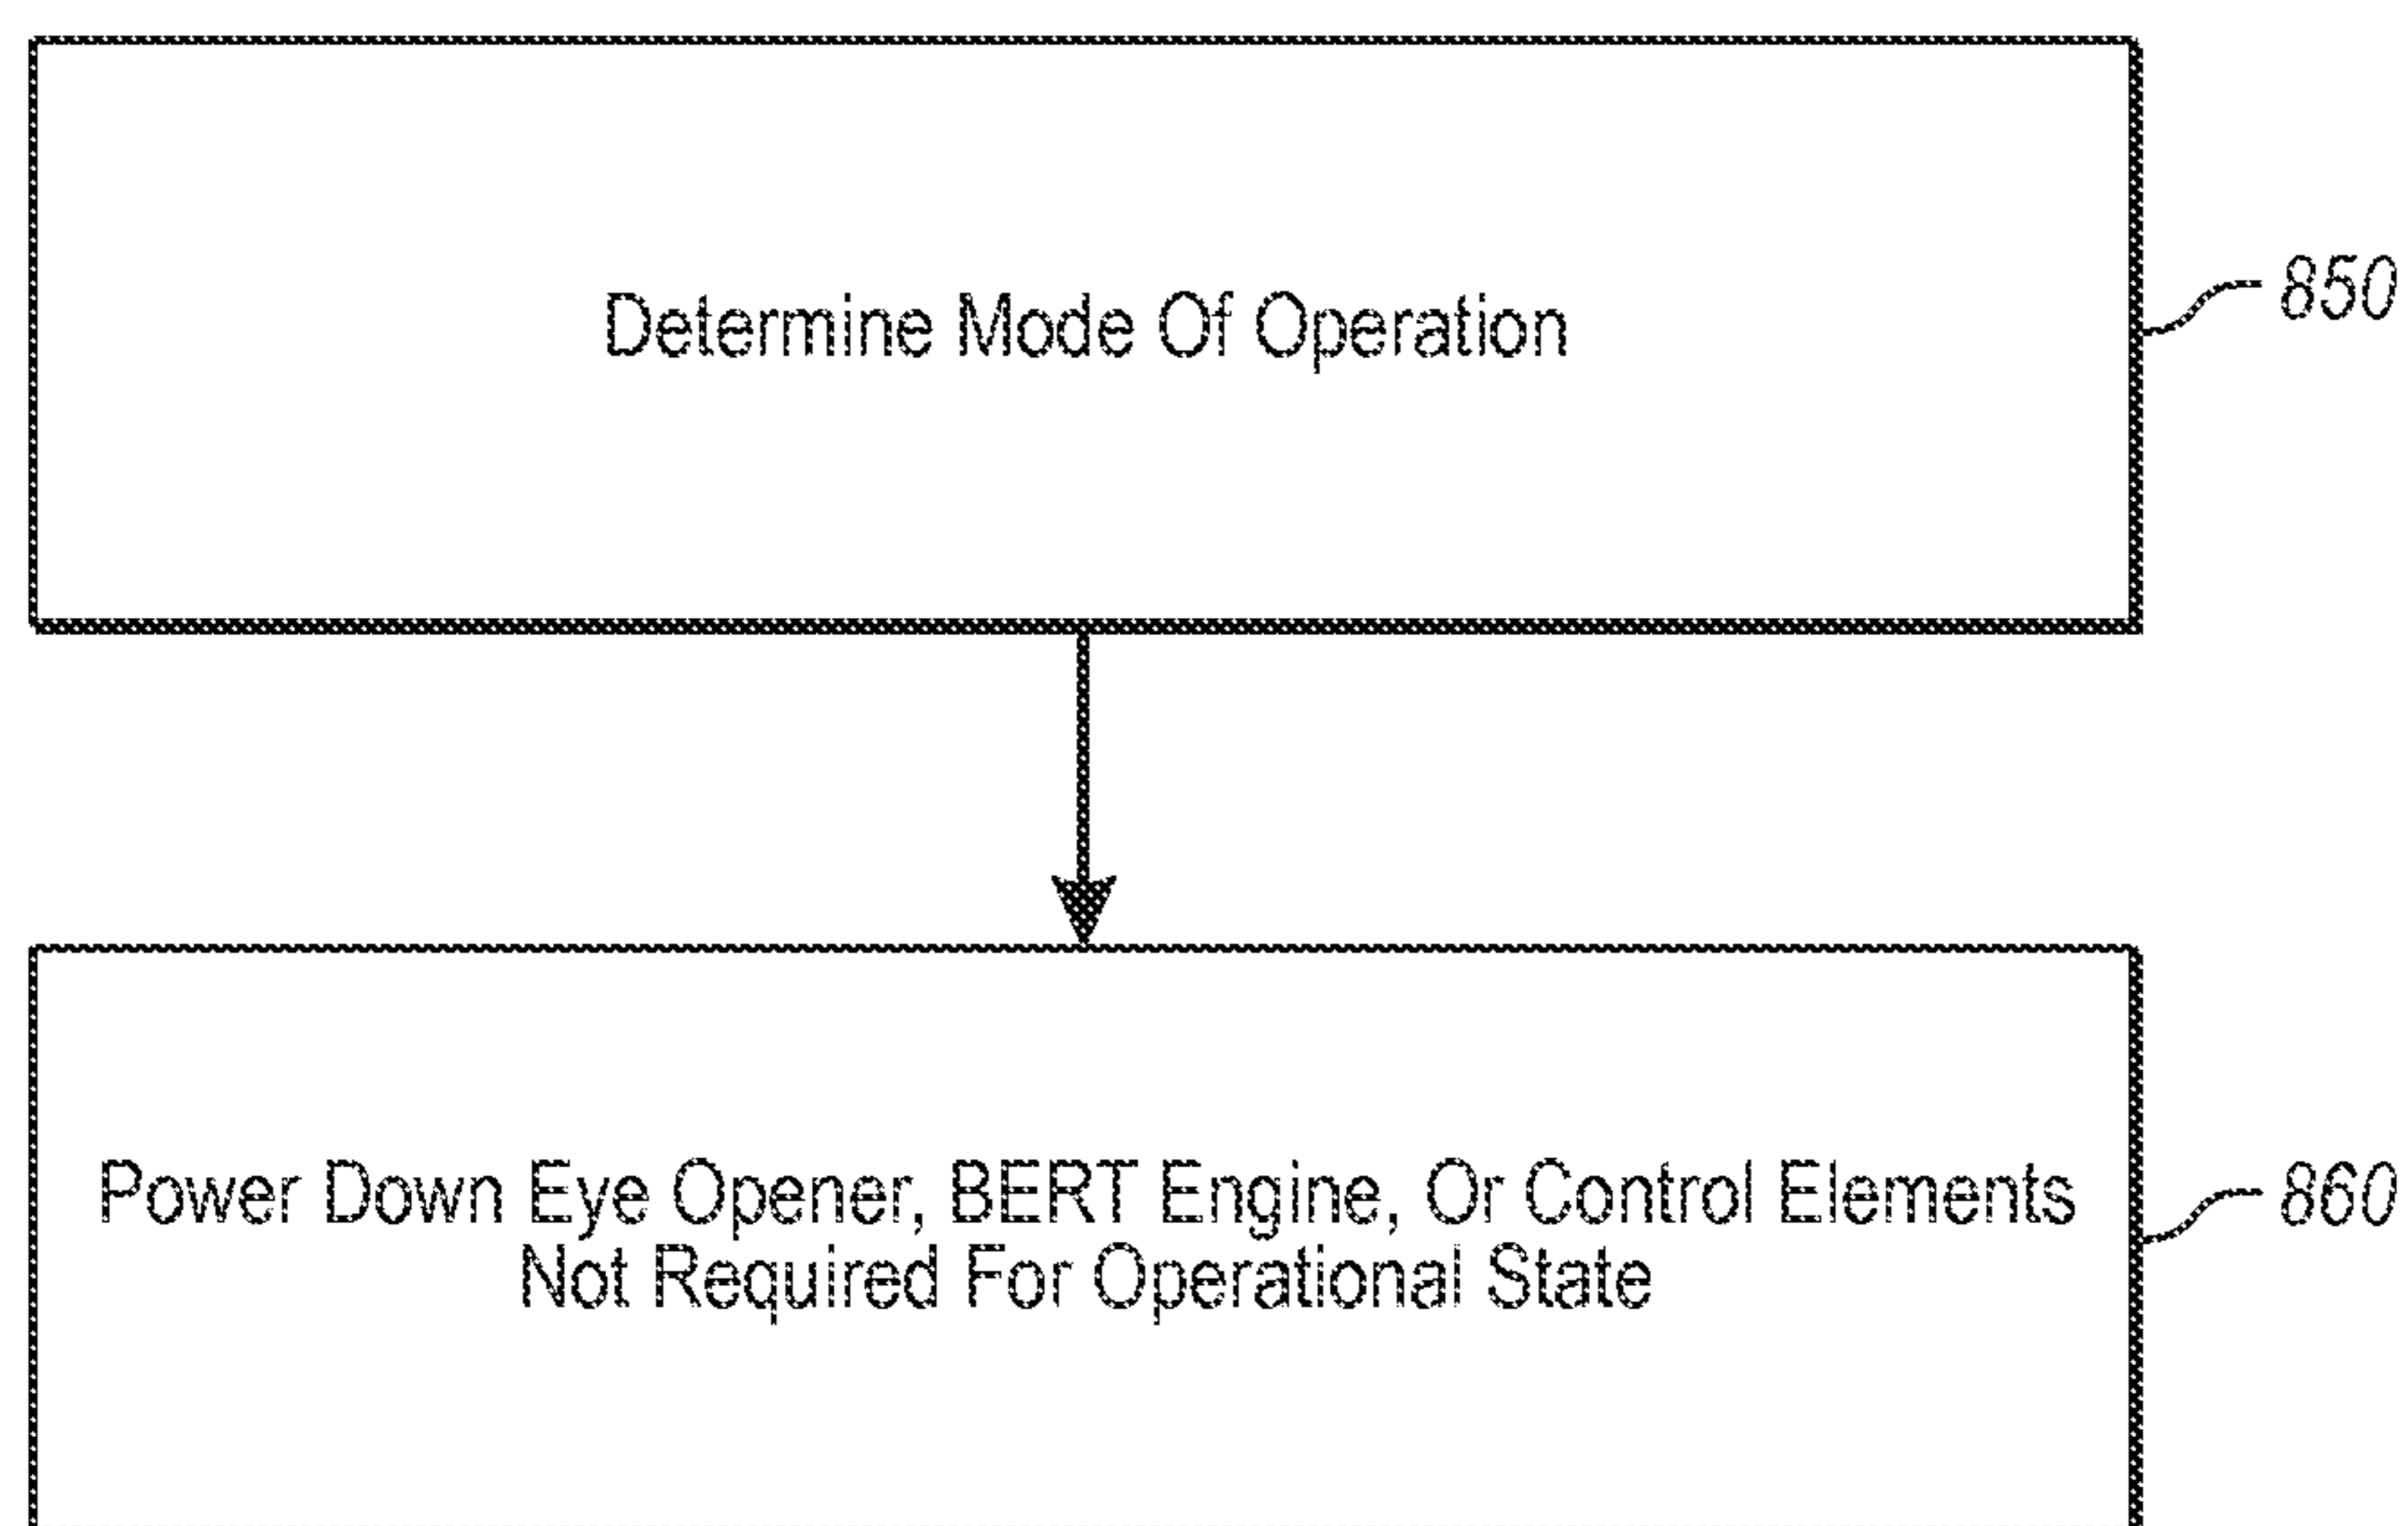 Determine Mode Of Operation
850
Power Down Eye Opener, BERT Engine, Or Control Elements
Not Required For Operational State
860